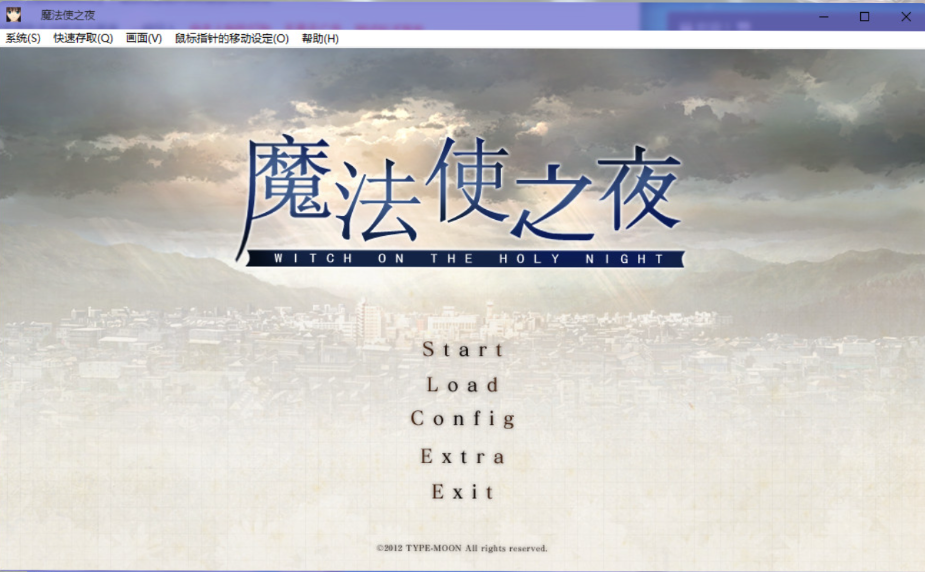 魔法使之夜
系统(S) 快速存取(Q) 画面(V) 鼠标指针的移动设定(O) 帮助(H)
魔法使之夜
WITCH ON THE HOLY NIGHT
Start
Load
Config
Extra
Exit
©2012 TYPE-MOON All rights reserved.